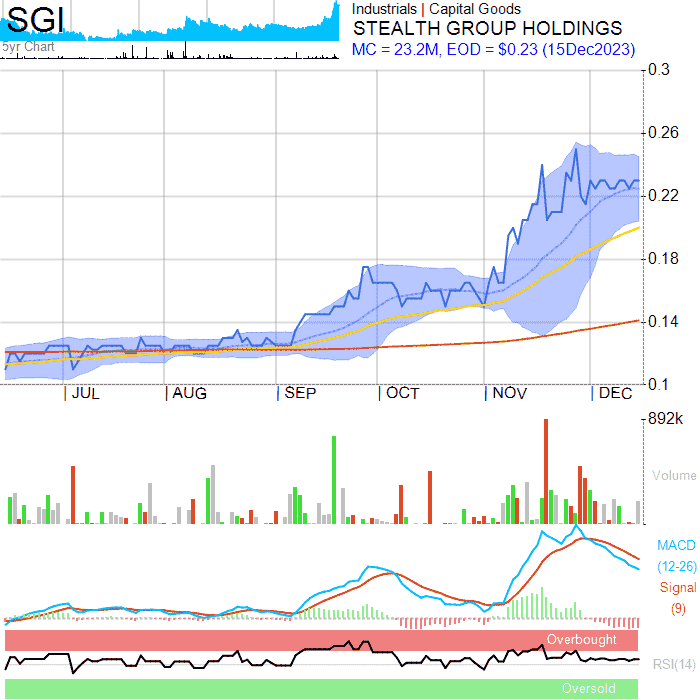 SGI
5yr Chart
Industrials | Capital Goods
STEALTH GROUP HOLDINGS
MC = 23.2M, EOD = $0.23 (15Dec2023)
0.3
0.26
0.22
0.18
0.14
0.1
JUL AUG SEP OCT NOV DEC
892k
Volume
MACD
(12-26)
Signal
(9)
Overbought
RSI(14)
Oversold